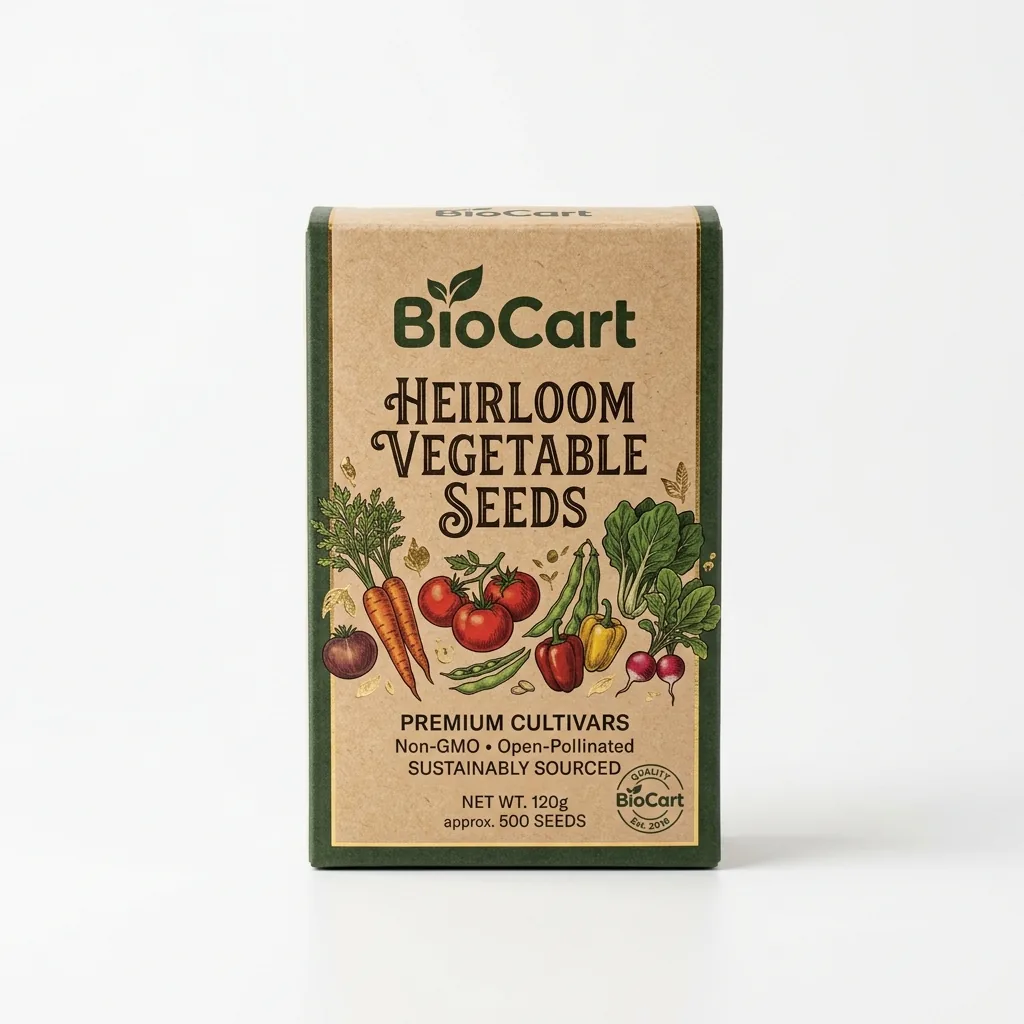 BioCart
BioCart
HEIRLOOM
VEGETABLE
SEEDS
PREMIUM CULTIVARS
Non-GMO • Open-Pollinated
SUSTAINABLY SOURCED
NET WT. 120g
approx. 500 SEEDS
QUALITY
BioCart
Est. 2016